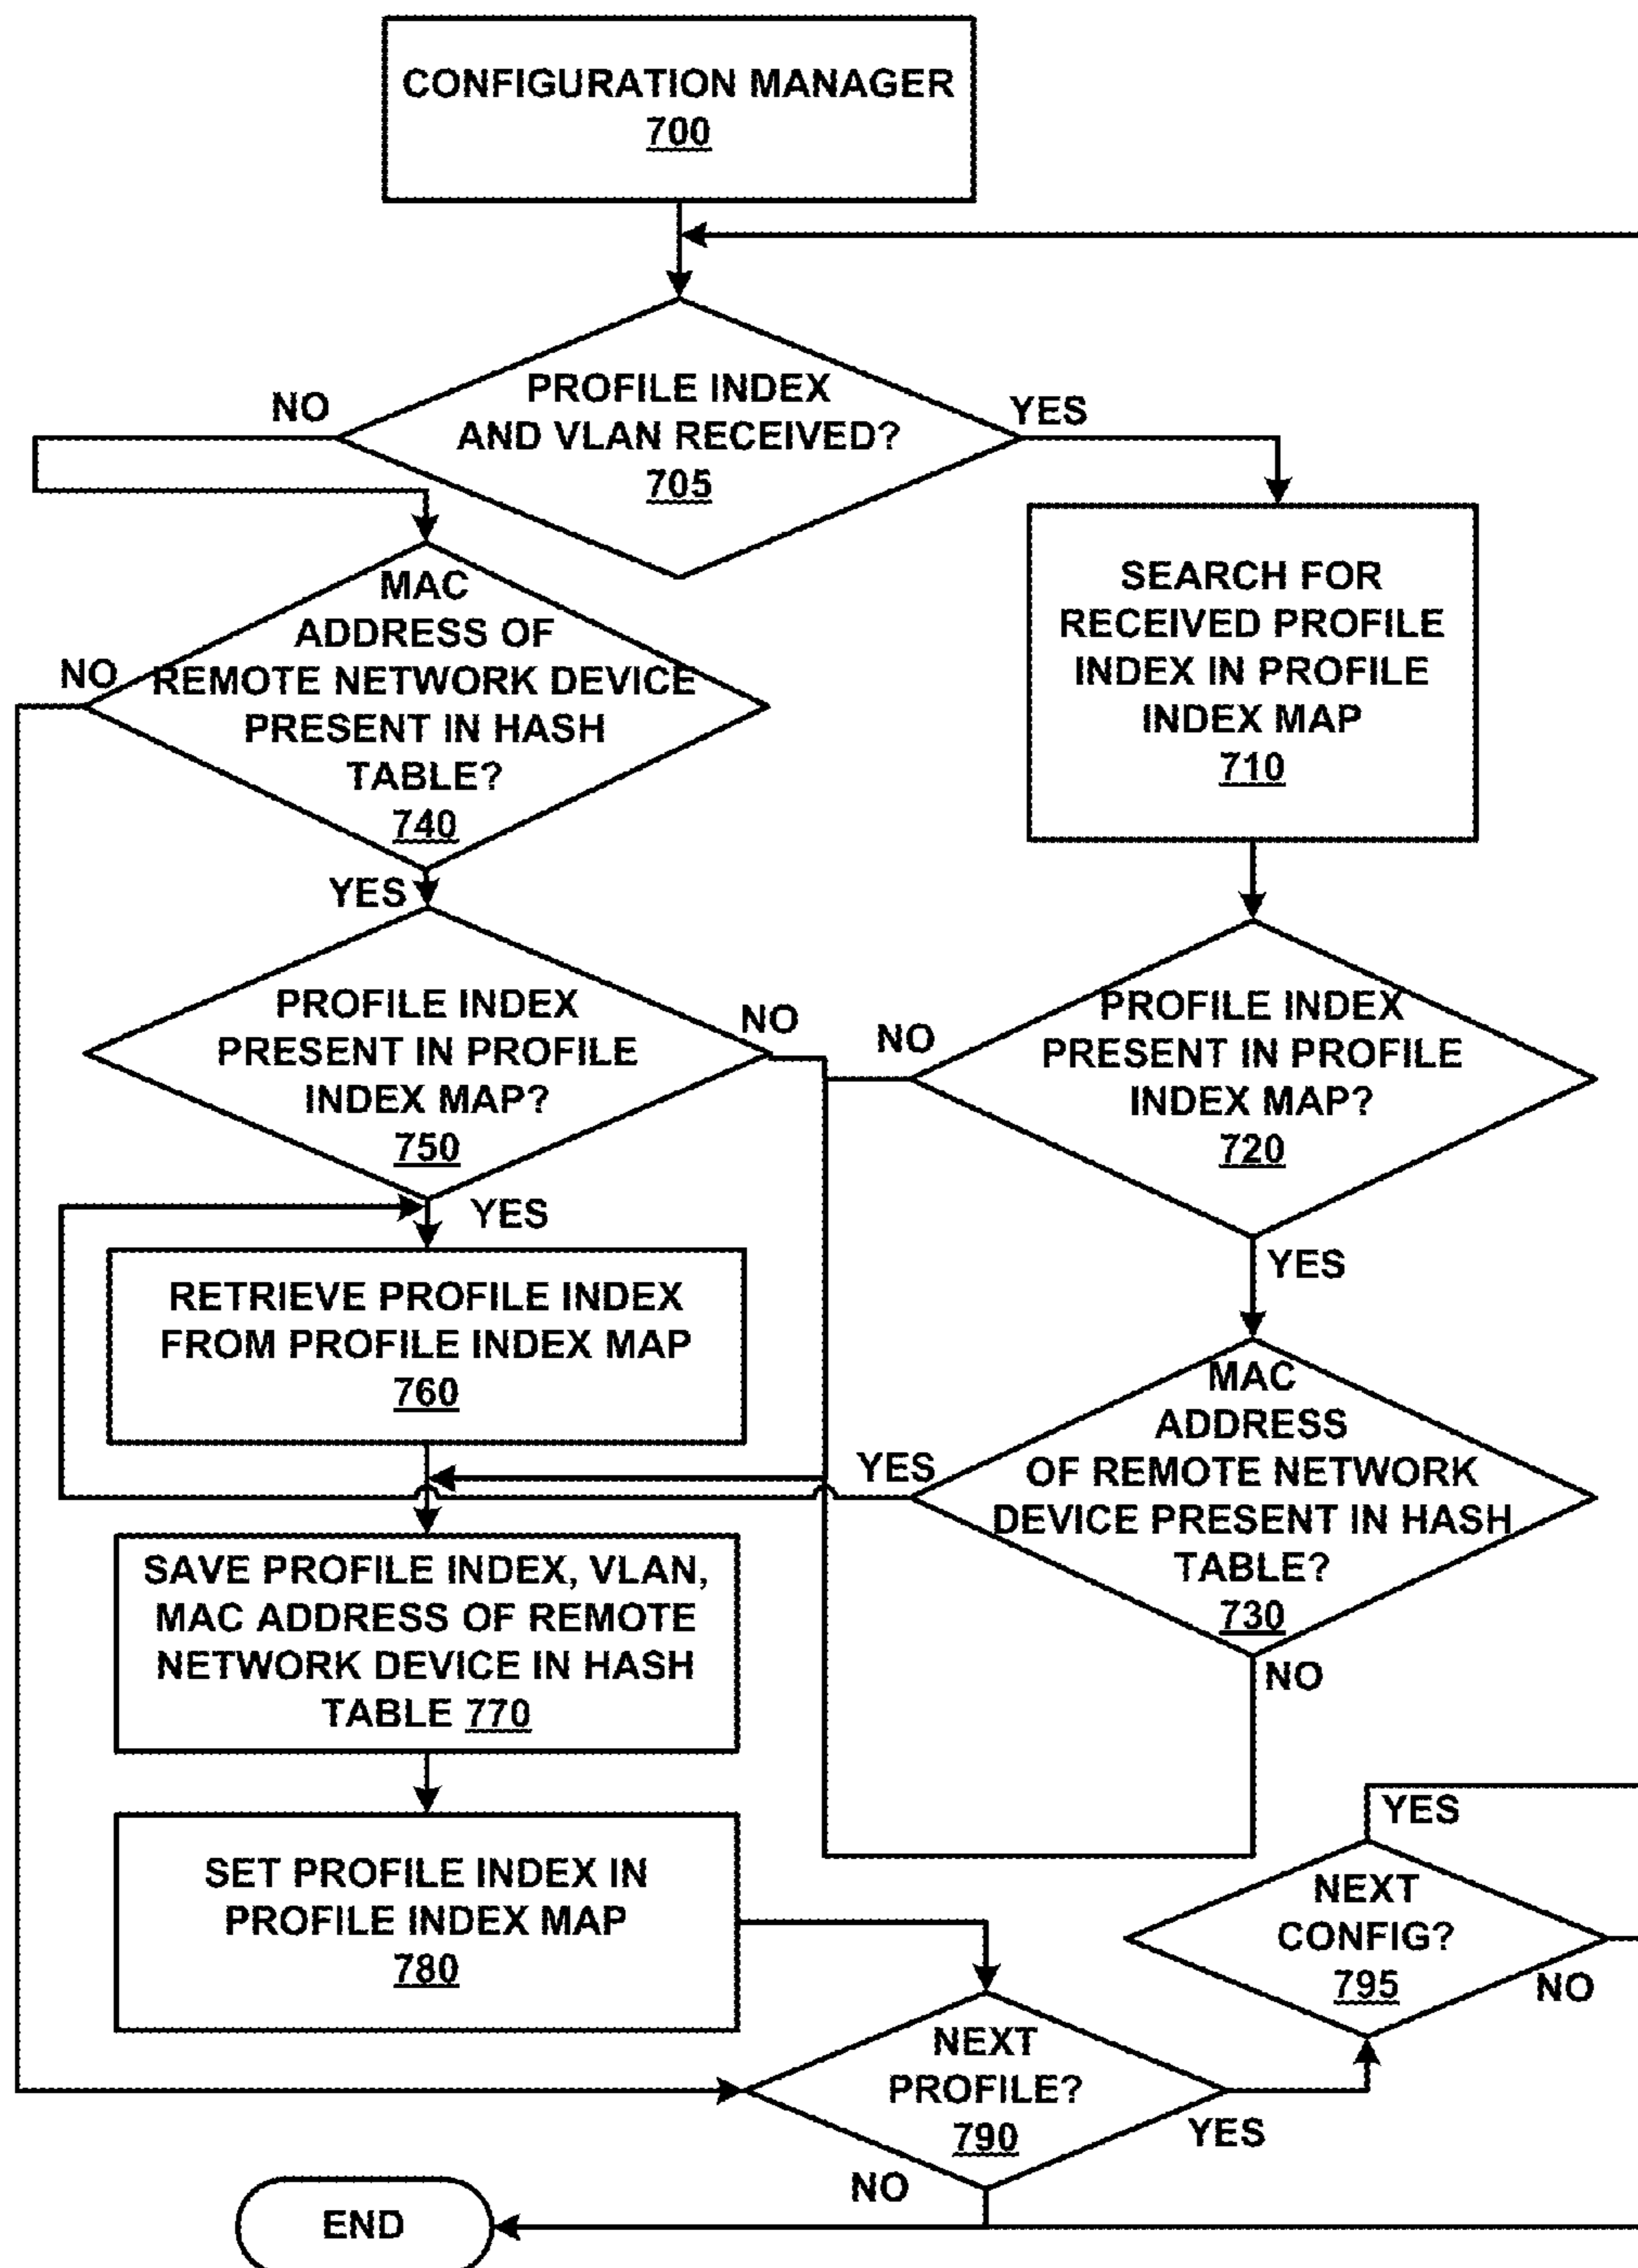 CONFIGURATION MANAGER
700
PROFILE INDEX
AND VLAN RECEIVED?
705
NO
YES
MAC
ADDRESS OF
REMOTE NETWORK DEVICE
PRESENT IN HASH
TABLE?
740
NO
YES
SEARCH FOR
RECEIVED PROFILE
INDEX IN PROFILE
INDEX MAP
710
PROFILE INDEX
PRESENT IN PROFILE
INDEX MAP?
750
NO
YES
PROFILE INDEX
PRESENT IN PROFILE
INDEX MAP?
720
NO
YES
RETRIEVE PROFILE INDEX
FROM PROFILE INDEX MAP
760
MAC
ADDRESS
OF REMOTE NETWORK
DEVICE PRESENT IN HASH
TABLE?
730
YES
NO
SAVE PROFILE INDEX, VLAN,
MAC ADDRESS OF REMOTE
NETWORK DEVICE IN HASH
TABLE 770
SET PROFILE INDEX IN
PROFILE INDEX MAP
780
YES
NEXT
CONFIG?
795
NO
NEXT
PROFILE?
790
YES
NO
END